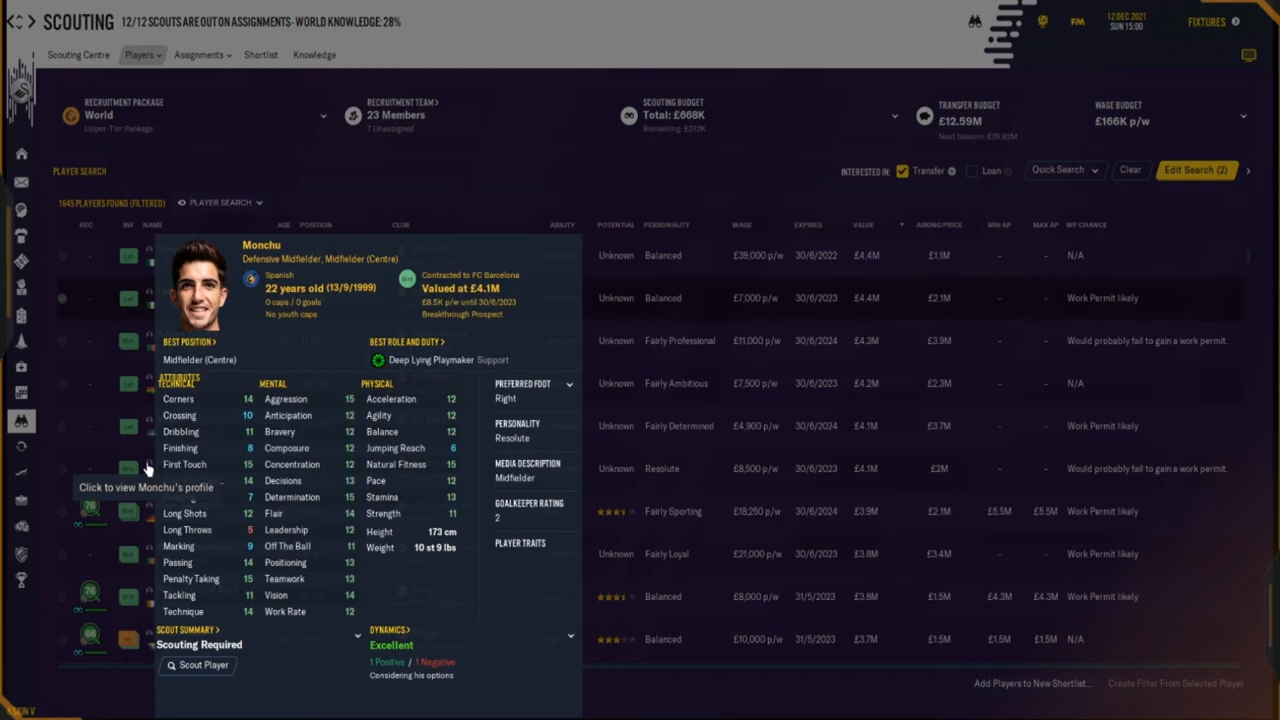 SCOUTING 12/12 SCOUTS ARE OUT ON ASSIGNMENTS - WORLD KNOWLEDGE: 28%
FM
12 DEC 2021
SUN 15:00
FIXTURES
Scouting Centre Players Assignments Shortlist Knowledge
RECRUITMENT PACKAGE
World
Upper-Tier Package
RECRUITMENT TEAM >
23 Members
7 Unassigned
SCOUTING BUDGET
Total: £668K
Remaining: £312K
TRANSFER BUDGET
£12.59M
WAGE BUDGET
£166K p/w
PLAYER SEARCH
INTERESTED IN: Transfer Loan Quick Search Clear Edit Search (2)
1645 PLAYERS FOUND (FILTERED) PLAYER SEARCH
REC INF NAME AGE POSITION CLUB ABILITY POTENTIAL PERSONALITY WAGE EXPIRES VALUE ASKING PRICE MIN AP MAX AP WP CHANCE
Unknown Balanced £39,000 p/w 30/6/2022 £4.4M £1.1M - - N/A
Unknown Balanced £7,000 p/w 30/6/2023 £4.4M £2.1M - - Work Permit likely
Unknown Fairly Professional £11,000 p/w 30/6/2024 £4.3M £3.9M - - Would probably fail to gain a work permit.
Unknown Fairly Ambitious £7,500 p/w 30/6/2023 £4.2M £2.3M - - N/A
Unknown Fairly Determined £4,900 p/w 30/6/2024 £4.1M £3.7M - - Work Permit likely
Unknown Resolute £8,500 p/w 30/6/2023 £4.1M £2M - - Would probably fail to gain a work permit.
76 Fairly Sporting £18,250 p/w 30/6/2024 £3.9M £2.1M £5.5M £5.5M Work Permit likely
Unknown Fairly Loyal £21,000 p/w 30/6/2023 £3.8M £3.4M - - Work Permit likely
76 Balanced £8,000 p/w 31/5/2023 £3.8M £1.5M £4.3M £4.3M Work Permit likely
66 Balanced £10,000 p/w 31/5/2023 £3.7M £1.5M £1.5M £1.5M N/A
Monchu
Defensive Midfielder, Midfielder (Centre)
Spanish
22 years old (13/9/1999)
0 caps / 0 goals
No youth caps
Contracted to FC Barcelona
Valued at £4.1M
£8.5K p/w until 30/6/2023
Breakthrough Prospect
BEST POSITION >
Midfielder (Centre)
BEST ROLE AND DUTY >
Deep Lying Playmaker Support
ATTRIBUTES
TECHNICAL MENTAL PHYSICAL
Corners 14 Aggression 15 Acceleration 12
Crossing 10 Anticipation 12 Agility 12
Dribbling 11 Bravery 12 Balance 12
Finishing 8 Composure 12 Jumping Reach 6
First Touch 15 Concentration 12 Natural Fitness 15
14 Decisions 13 Pace 12
7 Determination 15 Stamina 13
Long Shots 12 Flair 14 Strength 11
Long Throws 5 Leadership 12 Height 173 cm
Marking 9 Off The Ball 11 Weight 10 st 9 lbs
Passing 14 Positioning 13
Penalty Taking 15 Teamwork 13
Tackling 11 Vision 14
Technique 14 Work Rate 12
PREFERRED FOOT
Right
PERSONALITY
Resolute
MEDIA DESCRIPTION
Midfielder
GOALKEEPER RATING
2
PLAYER TRAITS
Click to view Monchu's profile
SCOUT SUMMARY >
Scouting Required
Scout Player
DYNAMICS >
Excellent
1 Positive / 1 Negative
Considering his options
Add Players to New Shortlist... Create Filter From Selected Player